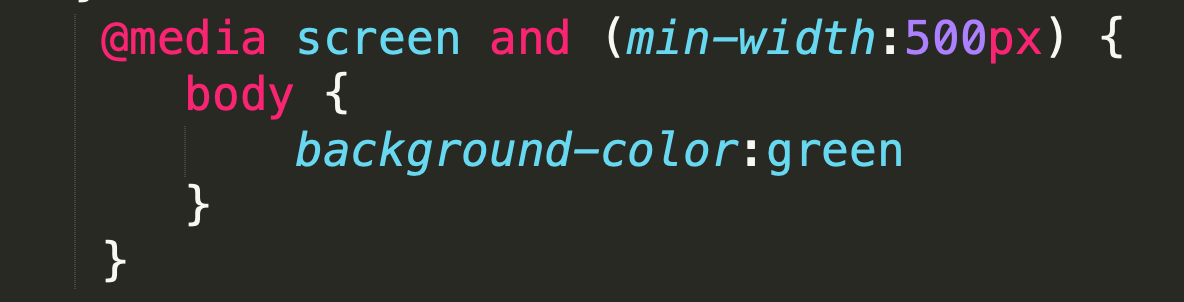 @media screen and (min-width:500px) {
body {
background-color:green
}
}